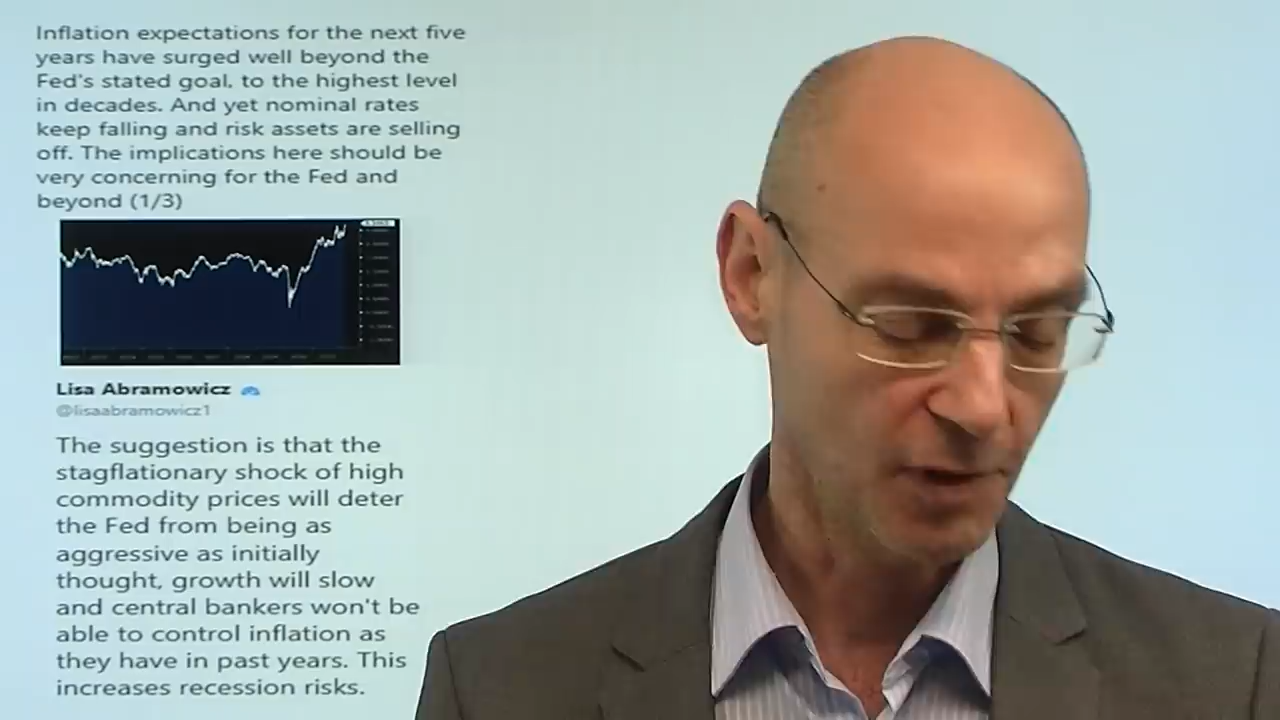 Inflation expectations for the next five
years have surged well beyond the
Fed's stated goal, to the highest level
in decades. And yet nominal rates
keep falling and risk assets are selling
off. The implications here should be
very concerning for the Fed and
beyond (1/3)
Lisa Abramowicz
@lisaabramowicz1
The suggestion is that the
stagflationary shock of high
commodity prices will deter
the Fed from being as
aggressive as initially
thought, growth will slow
and central bankers won't be
able to control inflation as
they have in past years. This
increases recession risks.